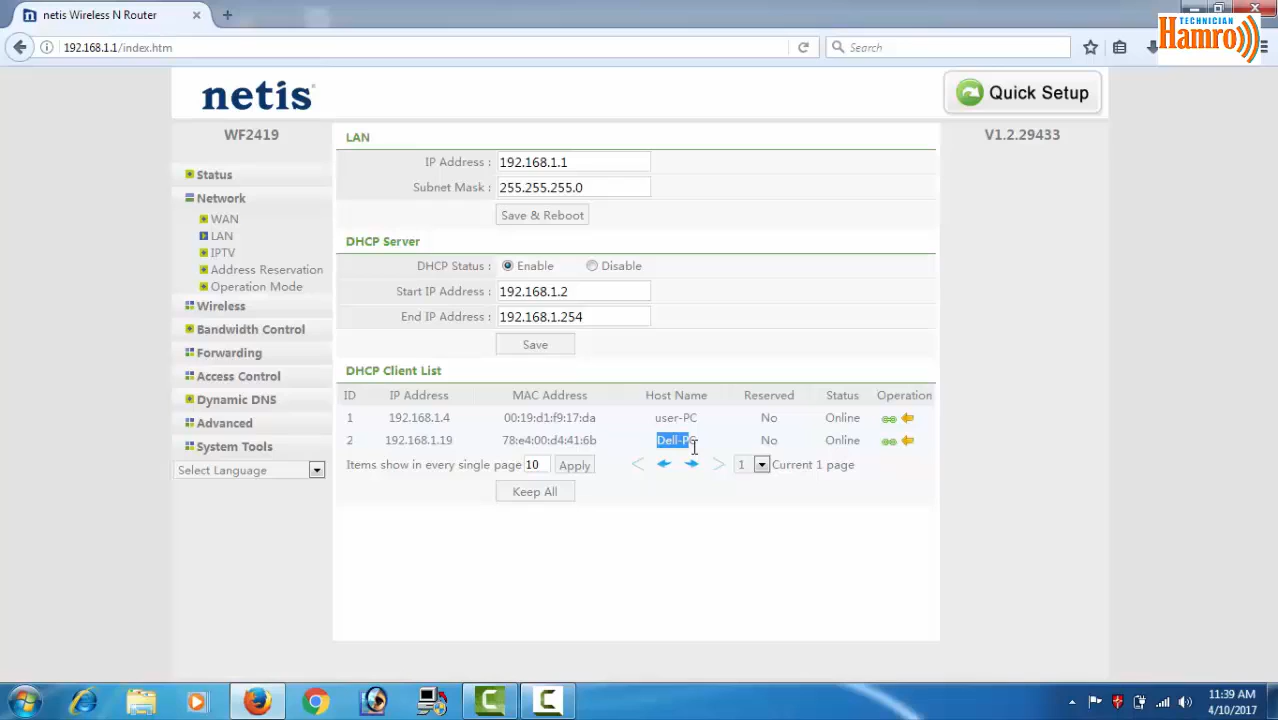 netis Wireless N Router
192.168.1.1/index.htm
Search
TECHNICIAN
Hamro
netis
Quick Setup
WF2419
V1.2.29433
Status
Network
WAN
LAN
IPTV
Address Reservation
Operation Mode
Wireless
Bandwidth Control
Forwarding
Access Control
Dynamic DNS
Advanced
System Tools
Select Language
LAN
IP Address : 192.168.1.1
Subnet Mask : 255.255.255.0
Save & Reboot
DHCP Server
DHCP Status : Enable Disable
Start IP Address : 192.168.1.2
End IP Address : 192.168.1.254
Save
DHCP Client List
ID IP Address MAC Address Host Name Reserved Status Operation
1 192.168.1.4 00:19:d1:f9:17:da user-PC No Online
2 192.168.1.19 78:e4:00:d4:41:6b Dell-PC No Online
Items show in every single page 10 Apply 1 Current 1 page
Keep All
11:39 AM
4/10/2017